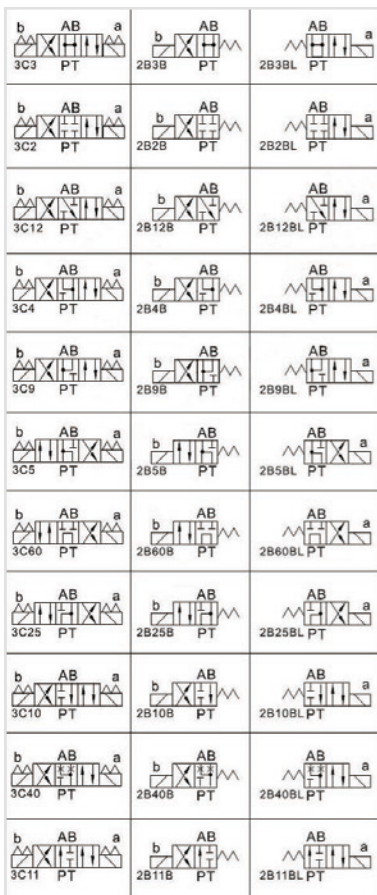 b AB a
3C3 PT
b AB
2B3B PT
AB a
2B3BL PT
b AB a
3C2 PT
b AB
2B2B PT
AB a
2B2BL PT
b AB a
3C12 PT
b AB
2B12B PT
AB a
2B12BL PT
b AB a
3C4 PT
b AB
2B4B PT
AB a
2B4BL PT
b AB a
3C9 PT
b AB
2B9B PT
AB a
2B9BL PT
b AB a
3C5 PT
b AB
2B5B PT
AB a
2B5BL PT
b AB a
3C60 PT
b AB
2B60B PT
AB a
2B60BL PT
b AB a
3C25 PT
b AB
2B25B PT
AB a
2B25BL PT
b AB a
3C10 PT
b AB
2B10B PT
AB a
2B10BL PT
b AB a
3C40 PT
b AB
2B40B PT
AB a
2B40BL PT
b AB a
3C11 PT
b AB
2B11B PT
AB a
2B11BL PT